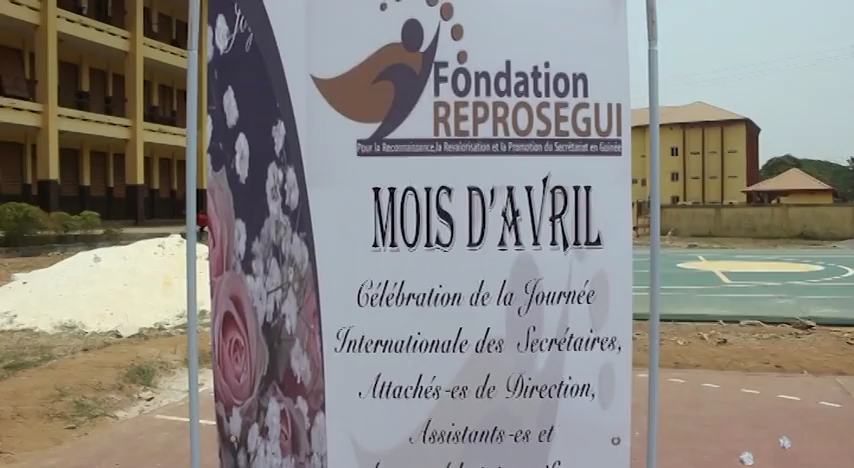 Fondation
REPROSEGUI
Pour la Reconnaissance,la Revalorisation et la Promotion du Secrétariat en Guinée
MOIS D'AVRIL
Célébration de la Journée
Internationale des Secrétaires,
Attachés-es de Direction,
Assistants-es et